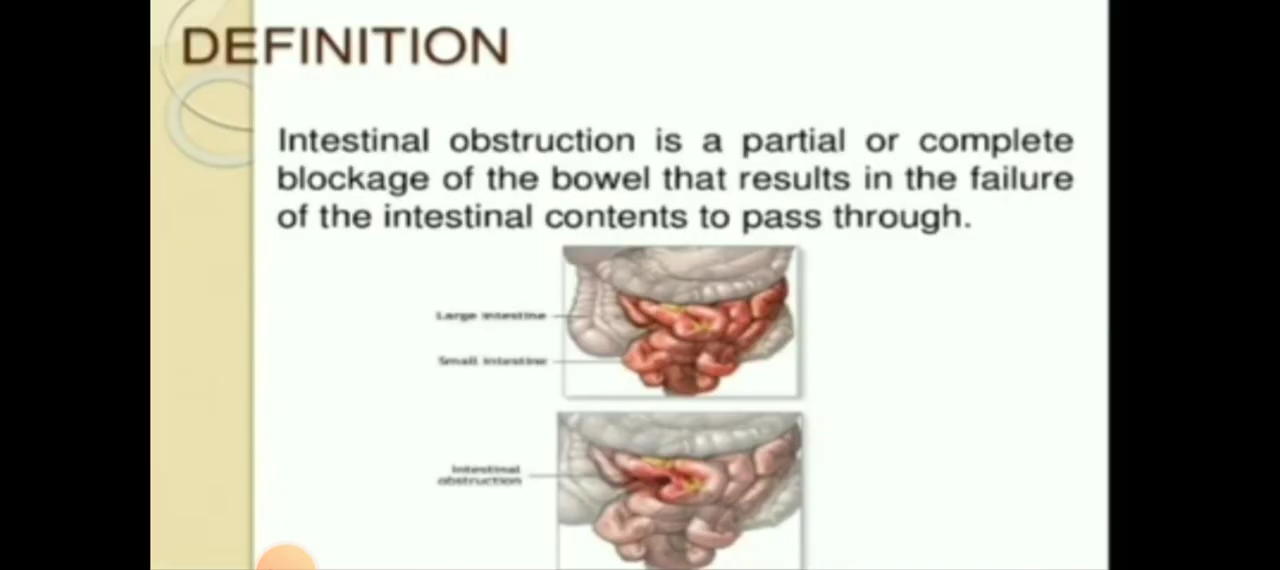 DEFINITION
Intestinal obstruction is a partial or complete
blockage of the bowel that results in the failure
of the intestinal contents to pass through.
Large intestine
Small intestine
Intestinal
obstruction